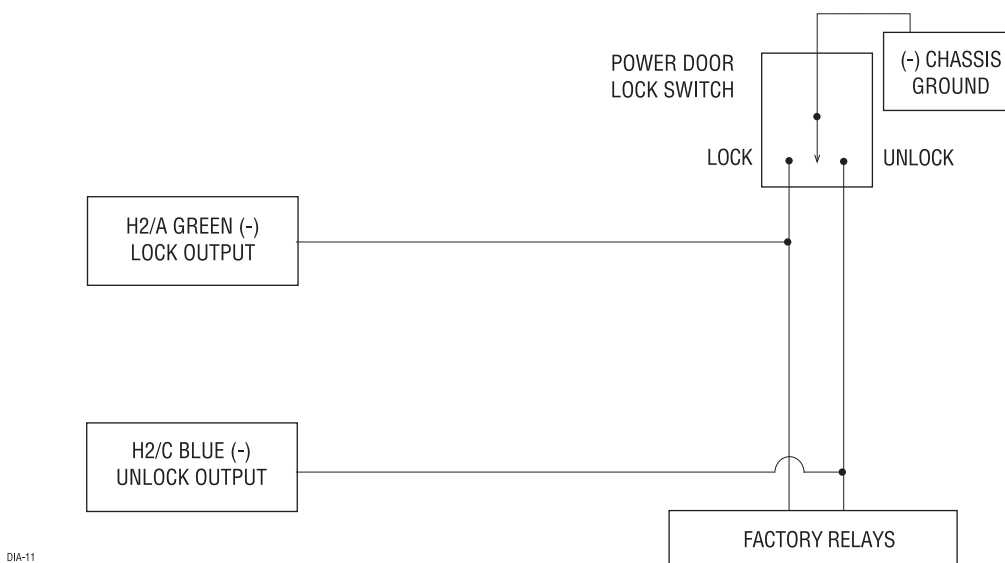 POWER DOOR
LOCK SWITCH
(-) CHASSIS
GROUND
LOCK
UNLOCK
H2/A GREEN (-)
LOCK OUTPUT
H2/C BLUE (-)
UNLOCK OUTPUT
FACTORY RELAYS
DIA-11